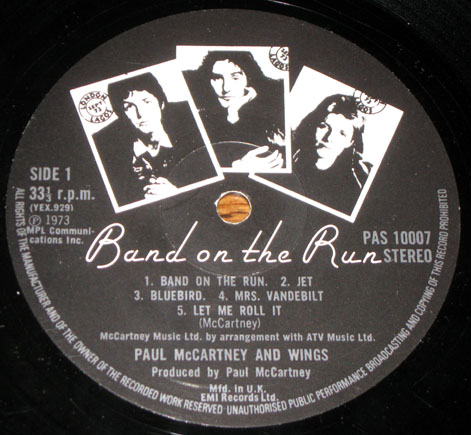 LONDON
SEPT
73
LAGOS
SIDE 1
33⅓ r.p.m.
(YEX.929)
Ⓟ 1973
MPL Communi-
cations Inc.
PAS 10007
STEREO
Band on the Run
1. BAND ON THE RUN. 2. JET
3. BLUEBIRD. 4. MRS. VANDEBILT
5. LET ME ROLL IT
(McCartney)
McCartney Music Ltd. by arrangement with ATV Music Ltd.
PAUL McCARTNEY AND WINGS
Produced by Paul McCartney
Mfd. in U.K.
EMI Records Ltd.
ALL RIGHTS OF THE MANUFACTURER AND OF THE OWNER OF THE RECORDED WORK RESERVED UNAUTHORISED PUBLIC PERFORMANCE BROADCASTING AND COPYING OF THIS RECORD PROHIBITED